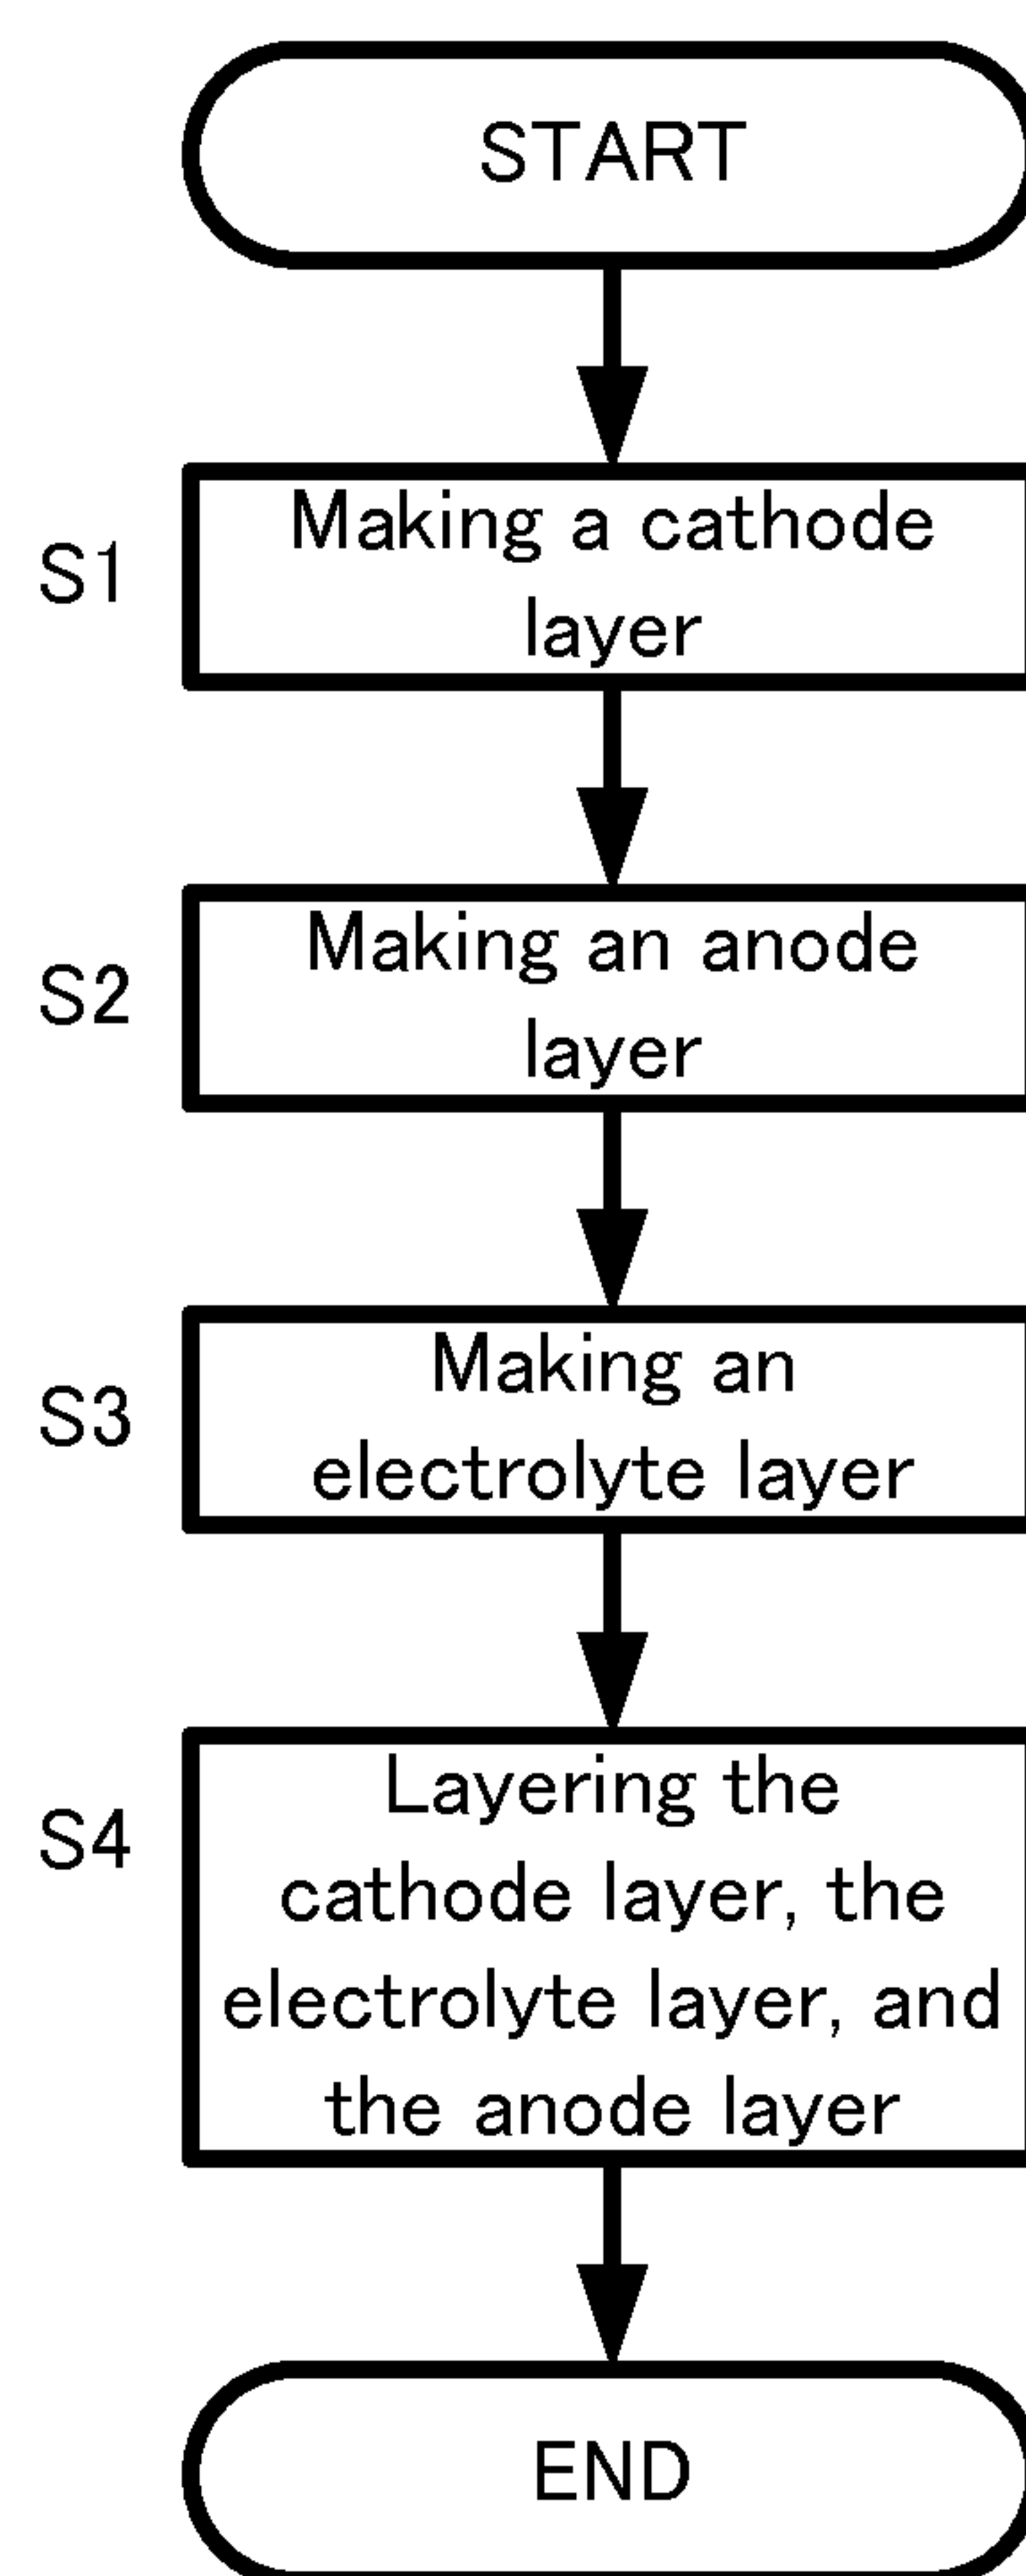 START
S1
Making a cathode
layer
S2
Making an anode
layer
S3
Making an
electrolyte layer
S4
Layering the
cathode layer, the
electrolyte layer, and
the anode layer
END